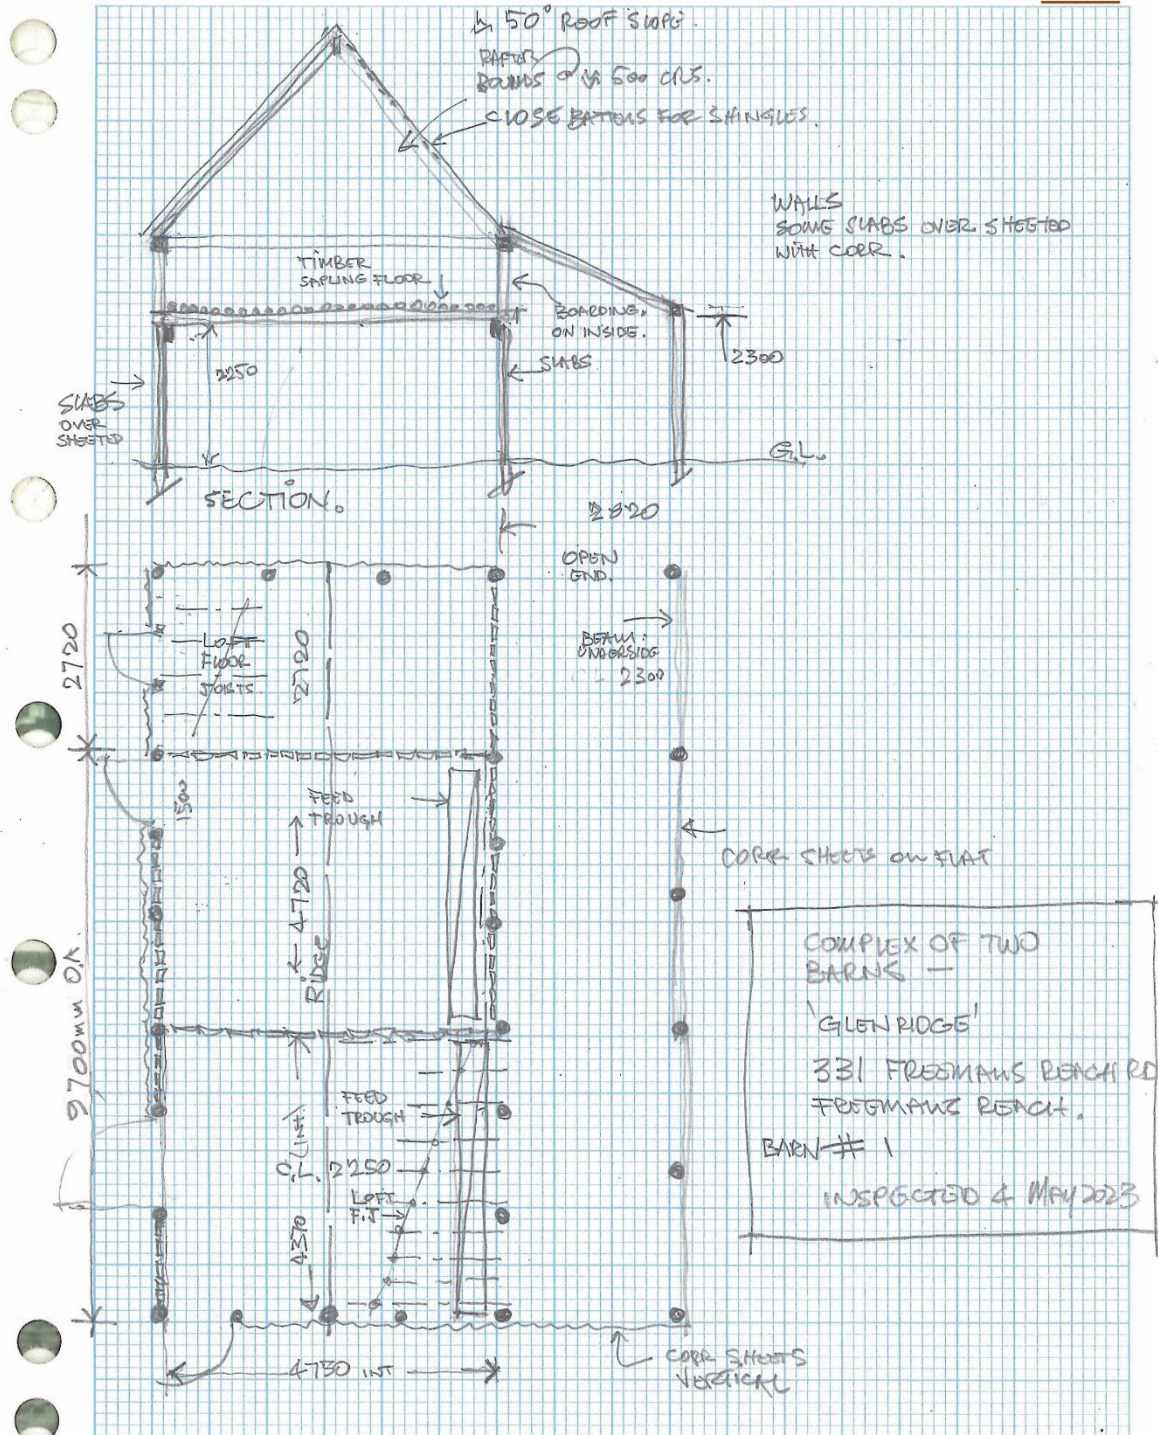 50° ROOF SLOPE.
RAFTERS
ROUNDS @ 500 CRS.
CLOSE BATTENS FOR SHINGLES.
WALLS
SOME SLABS OVER SHEETED
WITH CORR.
TIMBER
SAPLING FLOOR
BOARDING.
ON INSIDE.
2300
2250
SLABS
SLABS
OVER
SHEETED
G.L.
SECTION.
2820
OPEN
END.
2720
LOFT
FLOOR
JOISTS
2720
BEAM.
UNDERSIDE
2300
1500
FEED
TROUGH
4720
RIDGE
CORR SHEETS ON FLAT
COMPLEX OF TWO
BARNS —
'GLENRIDGE'
331 FREEMANS REACH RD
FREEMANS REACH.
BARN # 1
INSPECTED 4 MAY 2023
9700mm O.A.
FEED
TROUGH
C.L. 2250
LOFT
F.J
4370
4750 INT
CORR SHEETS
VERTICAL